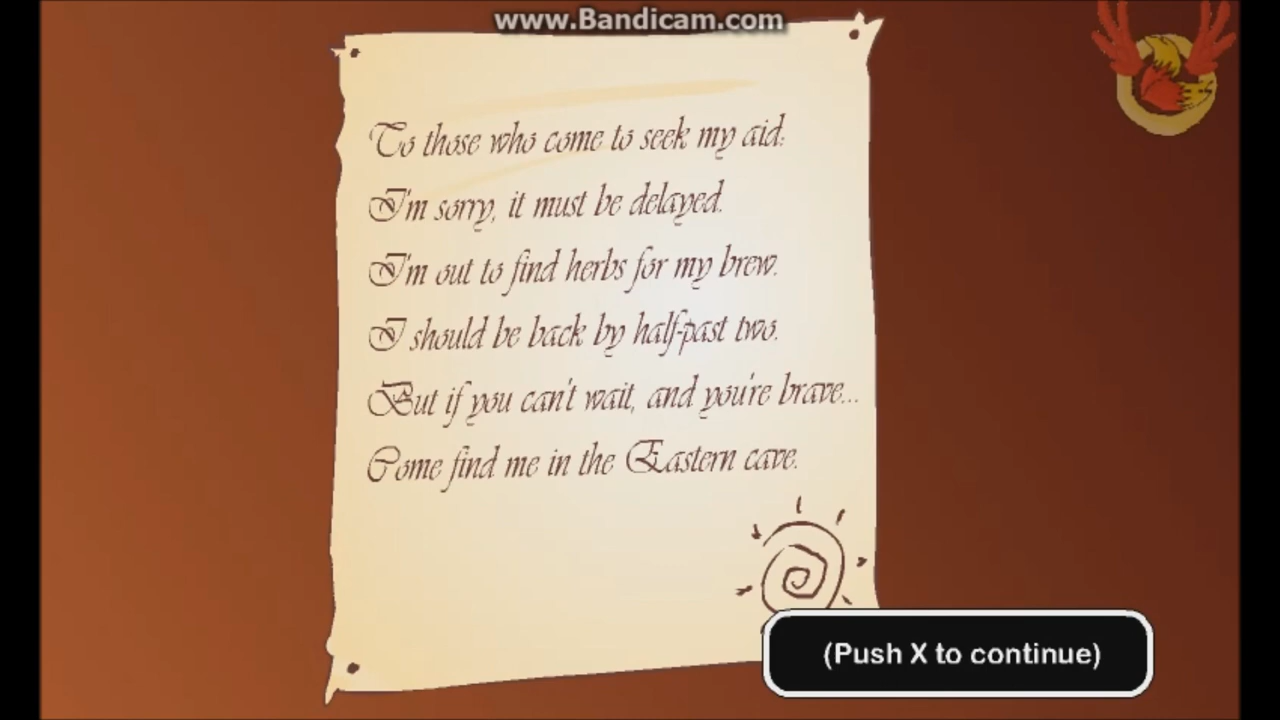 www.Bandicam.com
To those who come to seek my aid:
I'm sorry, it must be delayed.
I'm out to find herbs for my brew.
I should be back by half-past two.
But if you can't wait, and you're brave...
Come find me in the Eastern cave.
(Push X to continue)